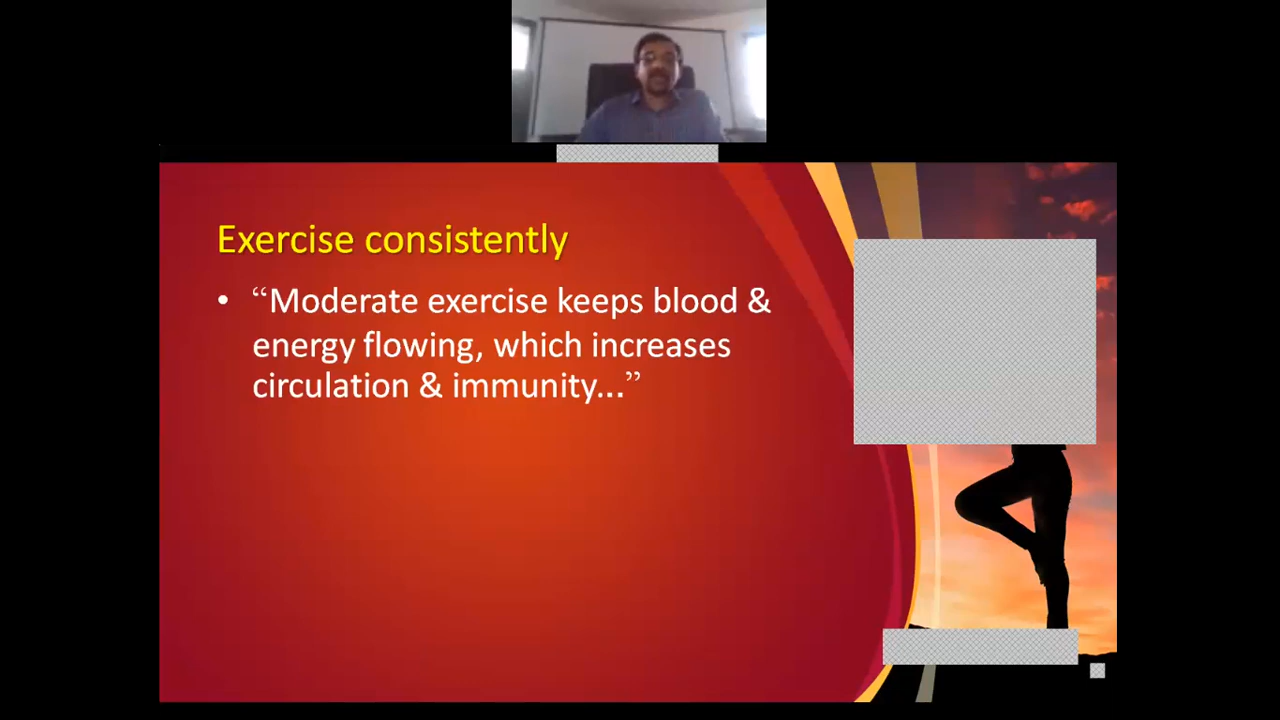 Exercise consistently
• “Moderate exercise keeps blood &
energy flowing, which increases
circulation & immunity...”